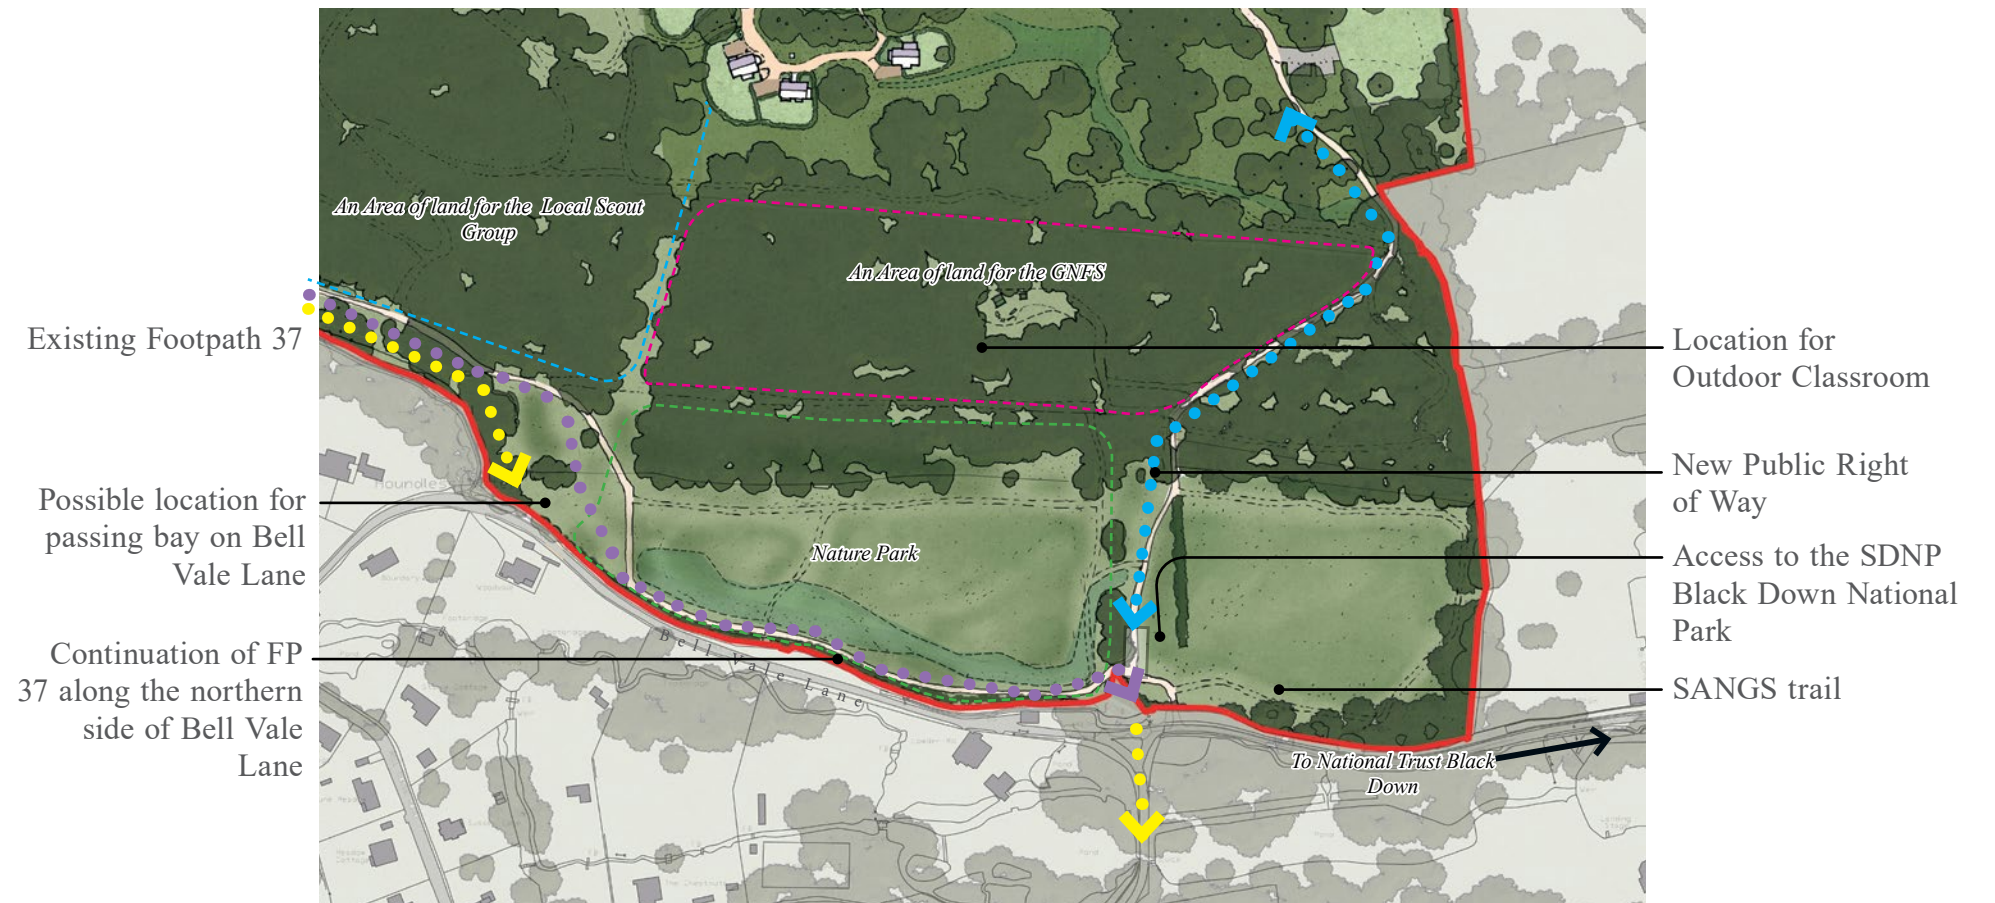 An Area of land for the Local Scout
Group
An Area of land for the GNFS
Existing Footpath 37
Location for
Outdoor Classroom
New Public Right
of Way
Possible location for
passing bay on Bell
Vale Lane
Nature Park
Access to the SDNP
Black Down National
Park
Continuation of FP
37 along the northern
side of Bell Vale
Lane
Bell Vale Lane
SANGS trail
To National Trust Black
Down